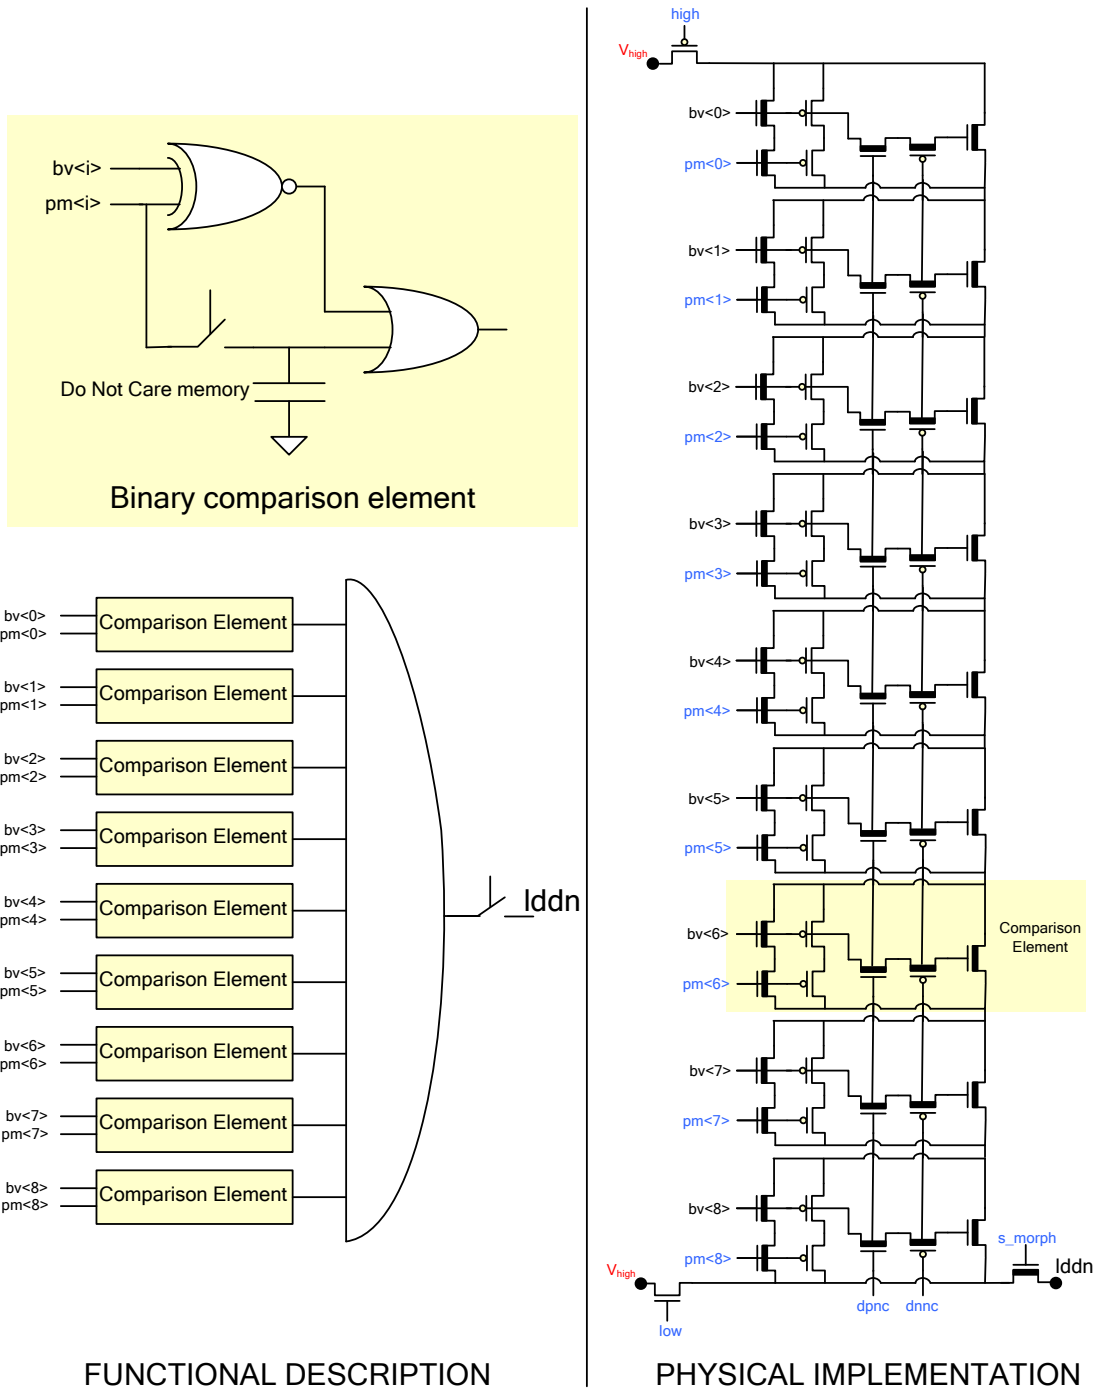 bv<i>
pm<i>
Do Not Care memory
Binary comparison element
bv<0>
pm<0>
Comparison Element
bv<1>
pm<1>
Comparison Element
bv<2>
pm<2>
Comparison Element
bv<3>
pm<3>
Comparison Element
bv<4>
pm<4>
Comparison Element
bv<5>
pm<5>
Comparison Element
bv<6>
pm<6>
Comparison Element
bv<7>
pm<7>
Comparison Element
bv<8>
pm<8>
Comparison Element
lddn
FUNCTIONAL DESCRIPTION
high
Vhigh
bv<0>
pm<0>
bv<1>
pm<1>
bv<2>
pm<2>
bv<3>
pm<3>
bv<4>
pm<4>
bv<5>
pm<5>
bv<6>
pm<6>
Comparison
Element
bv<7>
pm<7>
bv<8>
pm<8>
s_morph
Vhigh
lddn
low
dpnc
dnnc
PHYSICAL IMPLEMENTATION